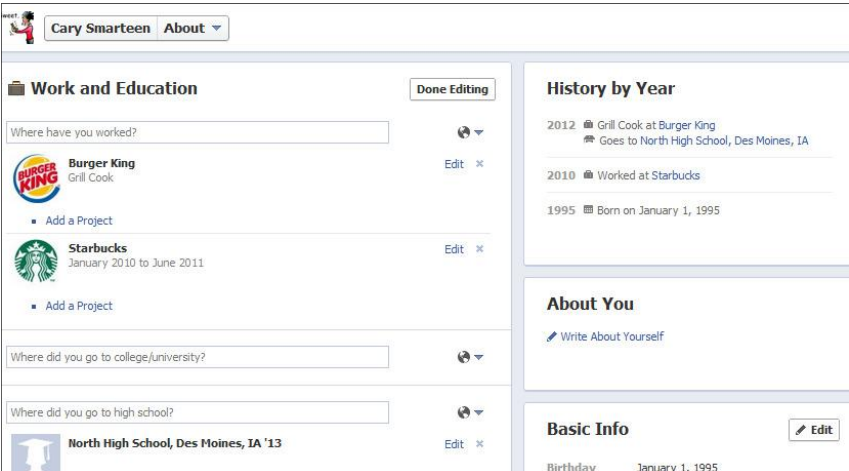 Cary Smarteen About
Work and Education
Done Editing
Where have you worked?
BURGER KING
Burger King
Edit ×
Grill Cook
Add a Project
Starbucks
Edit ×
January 2010 to June 2011
Add a Project
Where did you go to college/university?
Where did you go to high school?
North High School, Des Moines, IA '13
Edit ×
History by Year
2012 Grill Cook at Burger King
Goes to North High School, Des Moines, IA
2010 Worked at Starbucks
1995 Born on January 1, 1995
About You
Write About Yourself
Basic Info
Edit
Birthday January 1, 1995